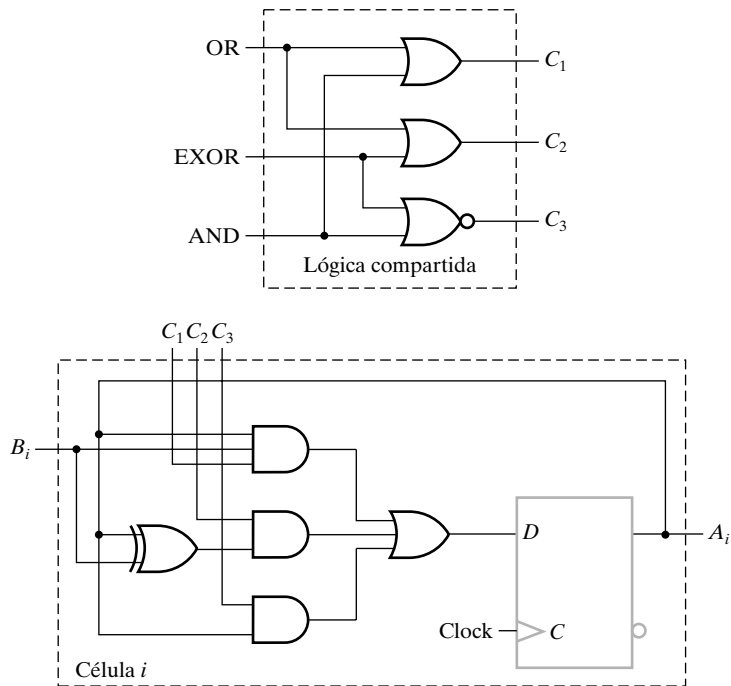 OR
C₁
EXOR
C₂
AND
C₃
Lógica compartida
C₁ C₂ C₃
Bᵢ
D
Aᵢ
Clock
C
Célula i